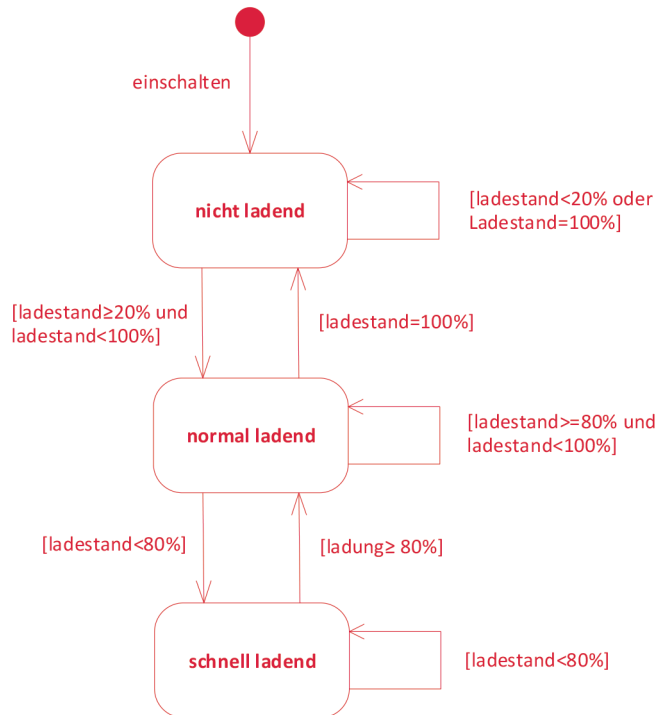 einschalten
nicht ladend
[ladestand<20% oder
Ladestand=100%]
[ladestand≥20% und
ladestand<100%]
[ladestand=100%]
normal ladend
[ladestand>=80% und
ladestand<100%]
[ladestand<80%]
[ladung≥ 80%]
schnell ladend
[ladestand<80%]